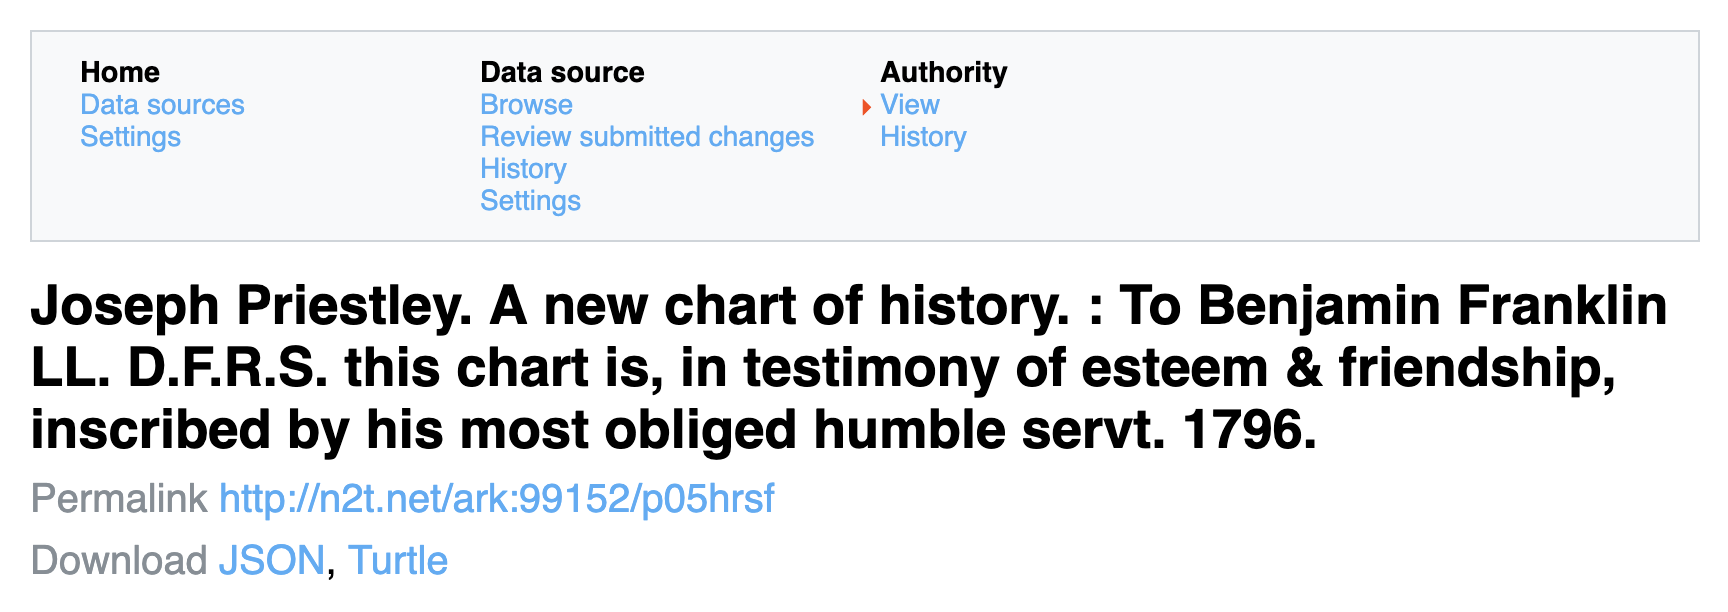 Home
Data sources
Settings
Data source
Browse
Review submitted changes
History
Settings
Authority
View
History
Joseph Priestley. A new chart of history. : To Benjamin Franklin
LL. D.F.R.S. this chart is, in testimony of esteem & friendship,
inscribed by his most obliged humble servt. 1796.
Permalink http://n2t.net/ark:99152/p05hrsf
Download JSON, Turtle